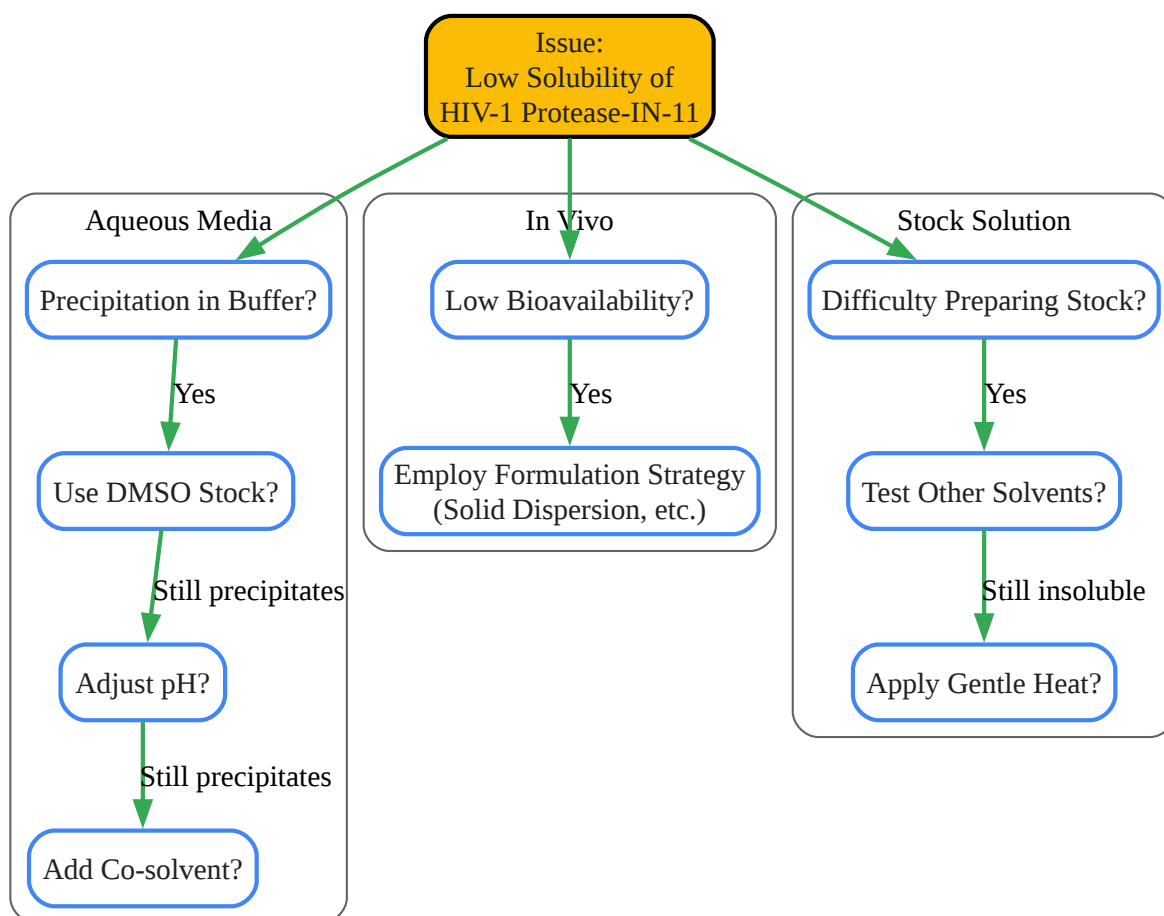 Issue:
Low Solubility of
HIV-1 Protease-IN-11
Aqueous Media
Precipitation in Buffer?
Yes
Use DMSO Stock?
Still precipitates
Adjust pH?
Still precipitates
Add Co-solvent?
In Vivo
Low Bioavailability?
Yes
Employ Formulation Strategy
(Solid Dispersion, etc.)
Stock Solution
Difficulty Preparing Stock?
Yes
Test Other Solvents?
Still insoluble
Apply Gentle Heat?